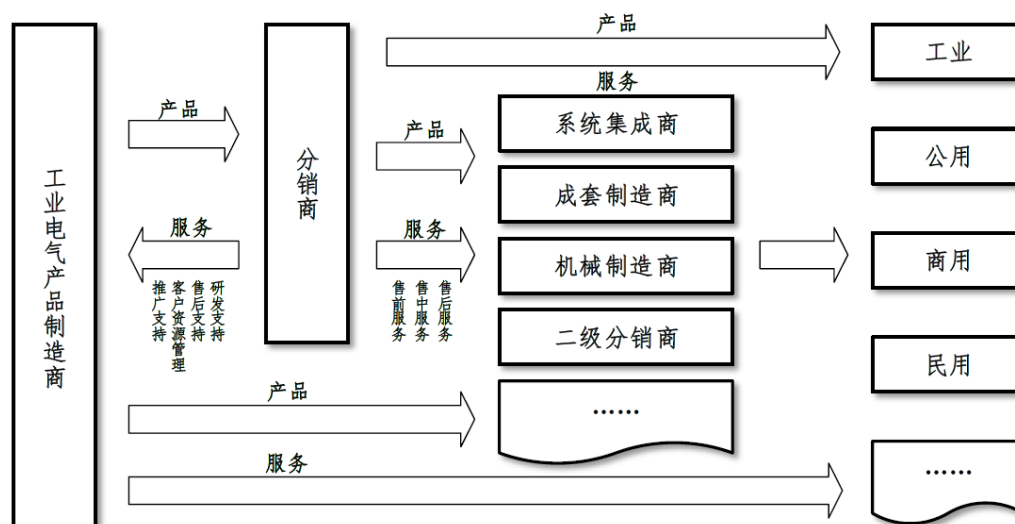 工业电气产品制造商
产品
服务
推广支持
客户资源管理
售后支持
研发支持
分销商
产品
服务
产品
服务
售前服务
售中服务
售后服务
系统集成商
成套制造商
机械制造商
二级分销商
……
产品
服务
工业
公用
商用
民用
……